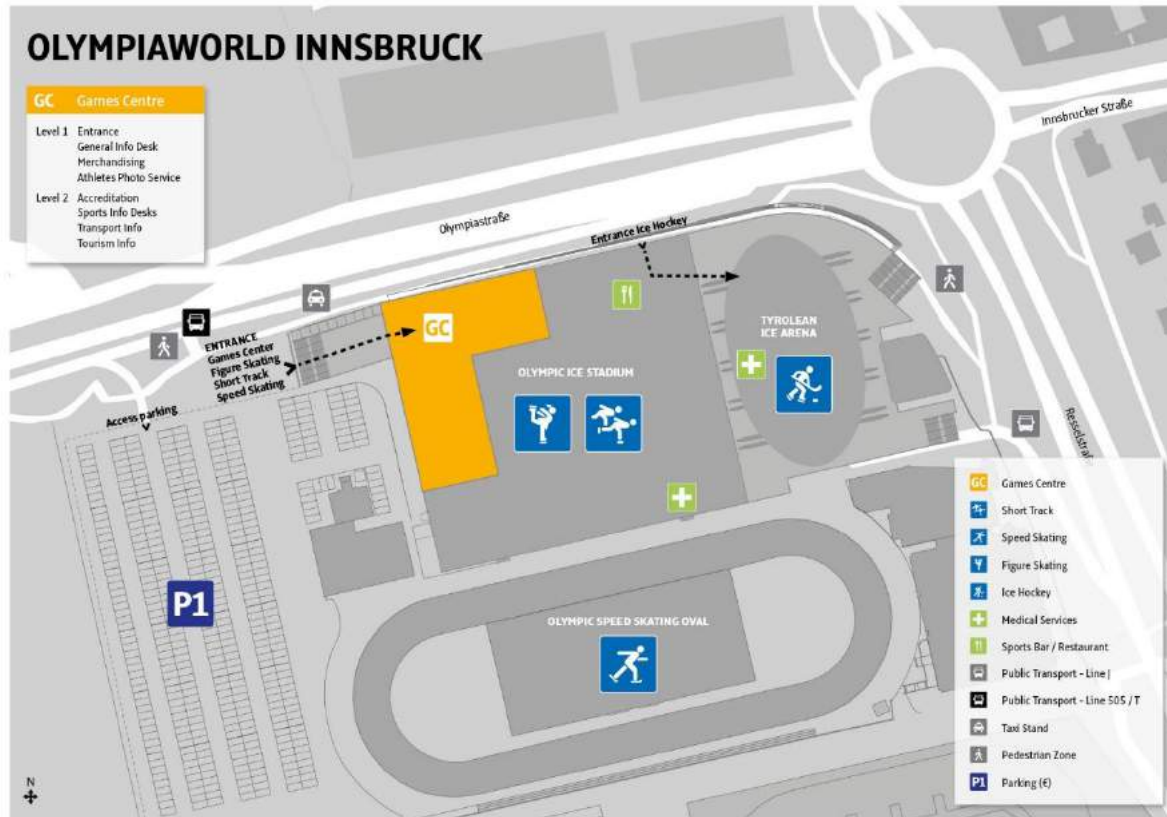 OLYMPIAWORLD INNSBRUCK
GC Games Centre
Level 1 Entrance
General Info Desk
Merchandising
Athletes Photo Service
Level 2 Accreditation
Sports Info Desks
Transport Info
Tourism Info
Innsbrucker Straße
Olympiastraße
Entrance Ice Hockey
GC
TYROLEAN
ICE ARENA
ENTRANCE
Games Center
Figure Skating
Short Track
Speed Skating
OLYMPIC ICE STADIUM
Access parking
Resselstraße
P1
OLYMPIC SPEED SKATING OVAL
GC Games Centre
Short Track
Speed Skating
Figure Skating
Ice Hockey
Medical Services
Sports Bar / Restaurant
Public Transport - Line J
Public Transport - Line 505 / T
Taxi Stand
Pedestrian Zone
P1 Parking (€)
N